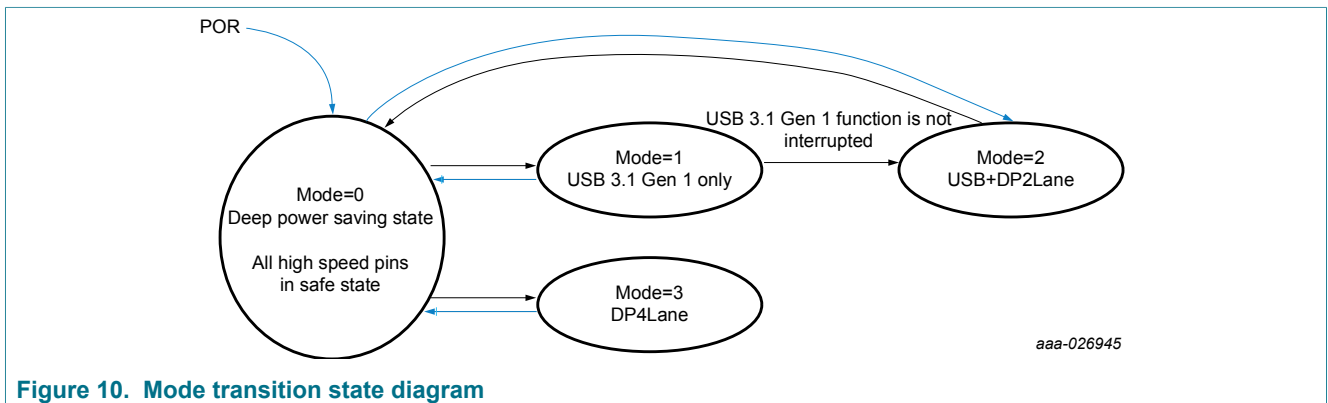 POR
USB 3.1 Gen 1 function is not
interrupted
Mode=0
Deep power saving state
All high speed pins
in safe state
Mode=1
USB 3.1 Gen 1 only
Mode=2
USB+DP2Lane
Mode=3
DP4Lane
aaa-026945
Figure 10. Mode transition state diagram